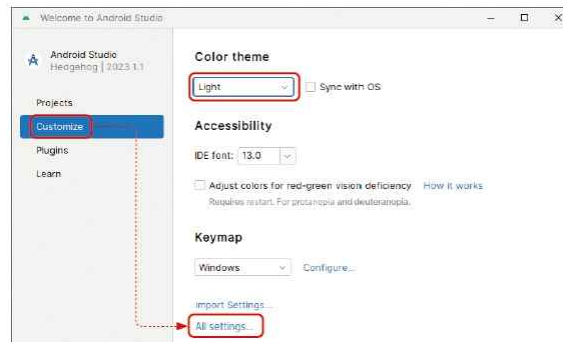 Welcome to Android Studio
Android Studio
Hedgehog | 2023.1.1
Projects
Customize
Plugins
Learn
Color theme
Light
Sync with OS
Accessibility
IDE font: 13.0
Adjust colors for red-green vision deficiency How it works
Requires restart. For protanopia and deuteranopia.
Keymap
Windows Configure...
Import Settings...
All settings...